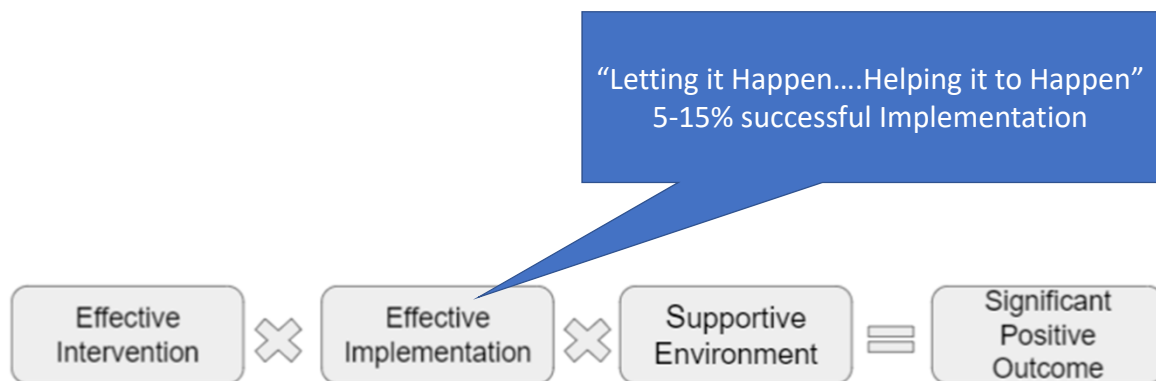 “Letting it Happen....Helping it to Happen”
5-15% successful Implementation
Effective
Intervention
Effective
Implementation
Supportive
Environment
Significant
Positive
Outcome